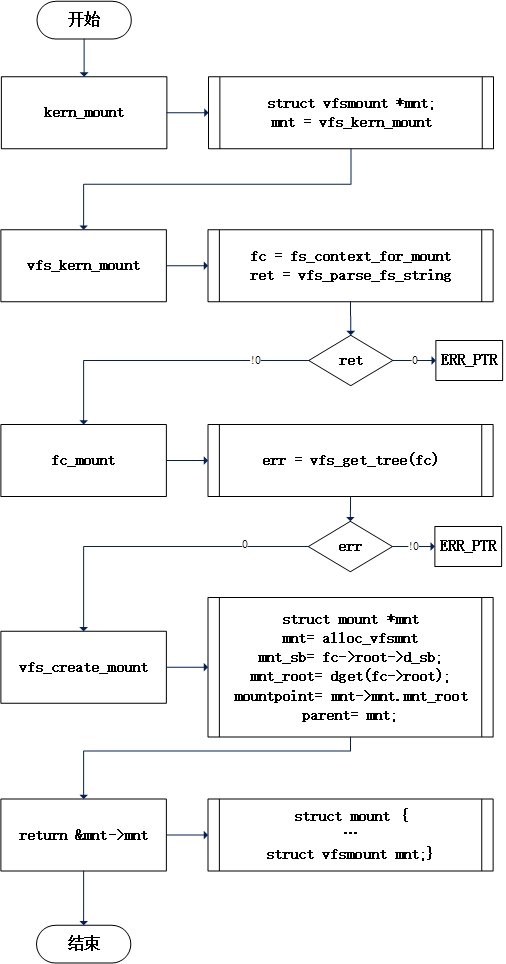 开始
kern_mount
struct vfsmount *mnt;
mnt = vfs_kern_mount
vfs_kern_mount
fc = fs_context_for_mount
ret = vfs_parse_fs_string
!0
ret
0
ERR_PTR
fc_mount
err = vfs_get_tree(fc)
0
err
!0
ERR_PTR
vfs_create_mount
struct mount *mnt
mnt= alloc_vfsmnt
mnt_sb= fc->root->d_sb;
mnt_root= dget(fc->root);
mountpoint= mnt->mnt.mnt_root
parent= mnt;
return &mnt->mnt
struct mount {
…
struct vfsmount mnt;}
结束